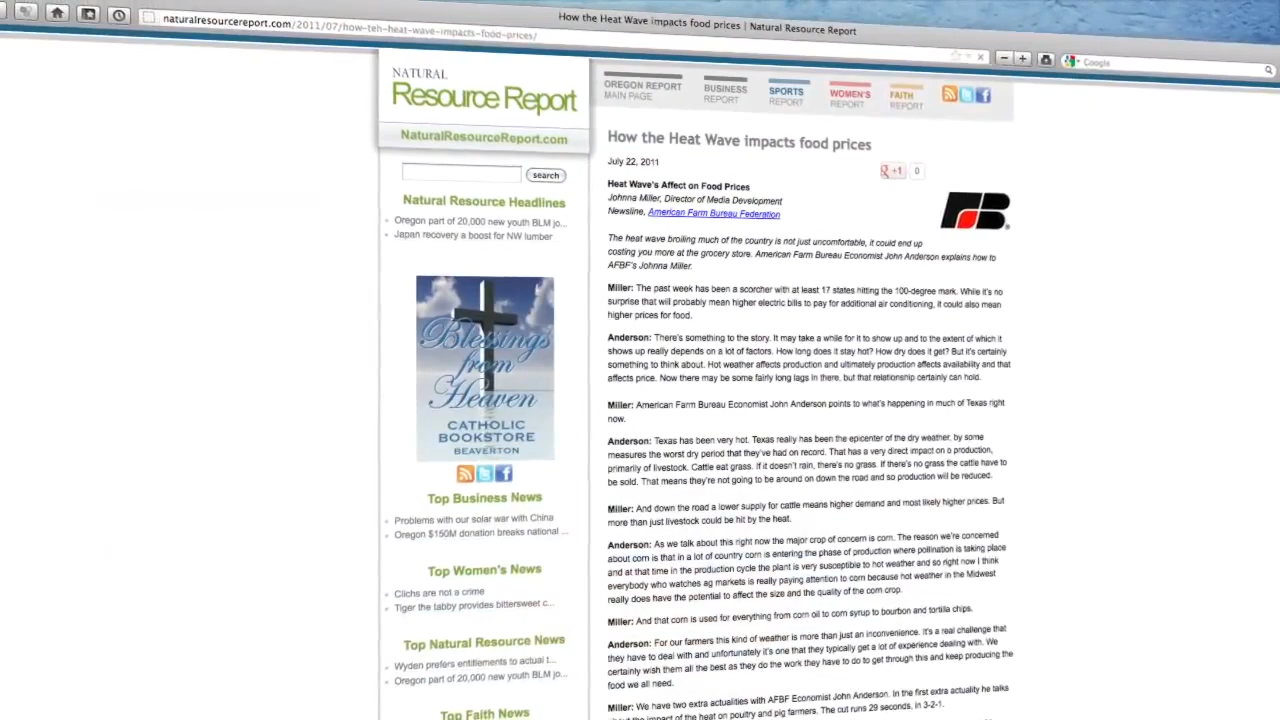 How the Heat Wave impacts food prices | Natural Resource Report
naturalresourcereport.com/2011/07/how-teh-heat-wave-impacts-food-prices/
Google
NATURAL
Resource Report
NaturalResourceReport.com
OREGON REPORT
MAIN PAGE
BUSINESS
REPORT
SPORTS
REPORT
WOMEN'S
REPORT
FAITH
REPORT
search
Natural Resource Headlines
Oregon part of 20,000 new youth BLM jo...
Japan recovery a boost for NW lumber
Blessings
from
Heaven
CATHOLIC
BOOKSTORE
BEAVERTON
Top Business News
Problems with our solar war with China
Oregon $150M donation breaks national ...
Top Women's News
Clichs are not a crime
Tiger the tabby provides bittersweet c...
Top Natural Resource News
Wyden prefers entitlements to actual t...
Oregon part of 20,000 new youth BLM jo...
Top Faith News
How the Heat Wave impacts food prices
July 22, 2011
+1 0
Heat Wave's Affect on Food Prices
Johnna Miller, Director of Media Development
Newsline, American Farm Bureau Federation
FB
The heat wave broiling much of the country is not just uncomfortable, it could end up
costing you more at the grocery store. American Farm Bureau Economist John Anderson explains how to
AFBF's Johnna Miller.
Miller: The past week has been a scorcher with at least 17 states hitting the 100-degree mark. While it's no
surprise that will probably mean higher electric bills to pay for additional air conditioning, it could also mean
higher prices for food.
Anderson: There's something to the story. It may take a while for it to show up and to the extent of which it
shows up really depends on a lot of factors. How long does it stay hot? How dry does it get? But it's certainly
something to think about. Hot weather affects production and ultimately production affects availability and that
affects price. Now there may be some fairly long lags in there, but that relationship certainly can hold.
Miller: American Farm Bureau Economist John Anderson points to what's happening in much of Texas right
now.
Anderson: Texas has been very hot. Texas really has been the epicenter of the dry weather, by some
measures the worst dry period that they've had on record. That has a very direct impact on o production,
primarily of livestock. Cattle eat grass. If it doesn't rain, there's no grass. If there's no grass the cattle have to
be sold. That means they're not going to be around on down the road and so production will be reduced.
Miller: And down the road a lower supply for cattle means higher demand and most likely higher prices. But
more than just livestock could be hit by the heat.
Anderson: As we talk about this right now the major crop of concern is corn. The reason we're concerned
about corn is that in a lot of country corn is entering the phase of production where pollination is taking place
and at that time in the production cycle the plant is very susceptible to hot weather and so right now I think
everybody who watches ag markets is really paying attention to corn because hot weather in the Midwest
really does have the potential to affect the size and the quality of the corn crop.
Miller: And that corn is used for everything from corn oil to corn syrup to bourbon and tortilla chips.
Anderson: For our farmers this kind of weather is more than just an inconvenience. It's a real challenge that
they have to deal with and unfortunately it's one that they typically get a lot of experience dealing with. We
certainly wish them all the best as they do the work they have to do to get through this and keep producing the
food we all need.
Miller: We have two extra actualities with AFBF Economist John Anderson. In the first extra actuality he talks
about the impact of the heat on poultry and pig farmers. The cut runs 29 seconds, in 3-2-1.